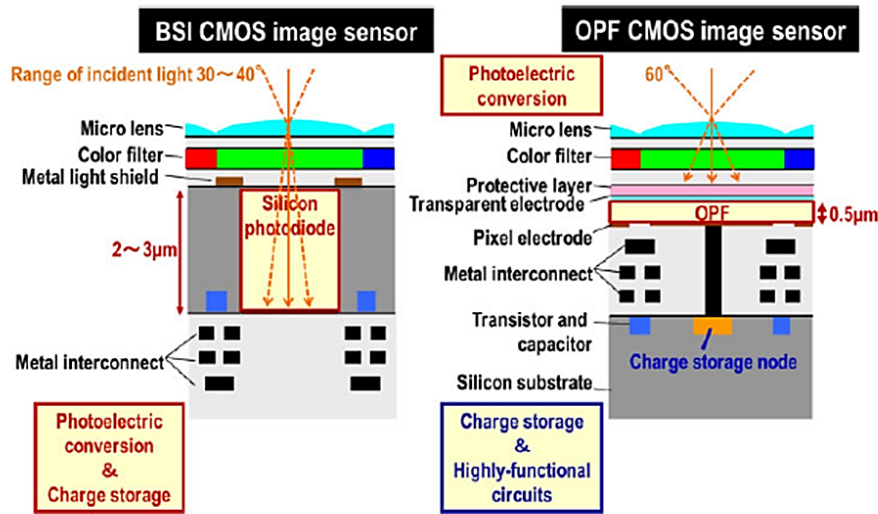 BSI CMOS image sensor
Range of incident light 30～40°
Micro lens
Color filter
Metal light shield
Silicon
photodiode
2～3μm
Metal interconnect
Photoelectric
conversion
&
Charge storage
OPF CMOS image sensor
Photoelectric
conversion
60°
Micro lens
Color filter
Protective layer
Transparent electrode
OPF
0.5μm
Pixel electrode
Metal interconnect
Transistor and
capacitor
Charge storage node
Silicon substrate
Charge storage
&
Highly-functional
circuits